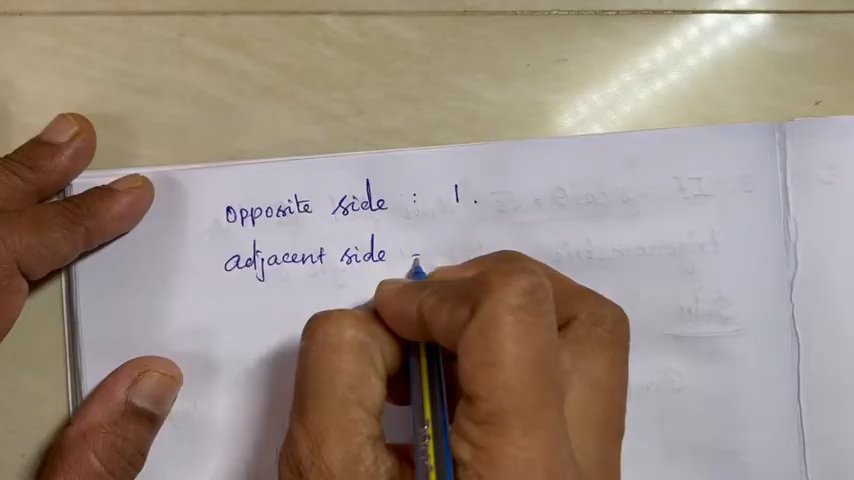 opposite side : 1.
adjacent side -